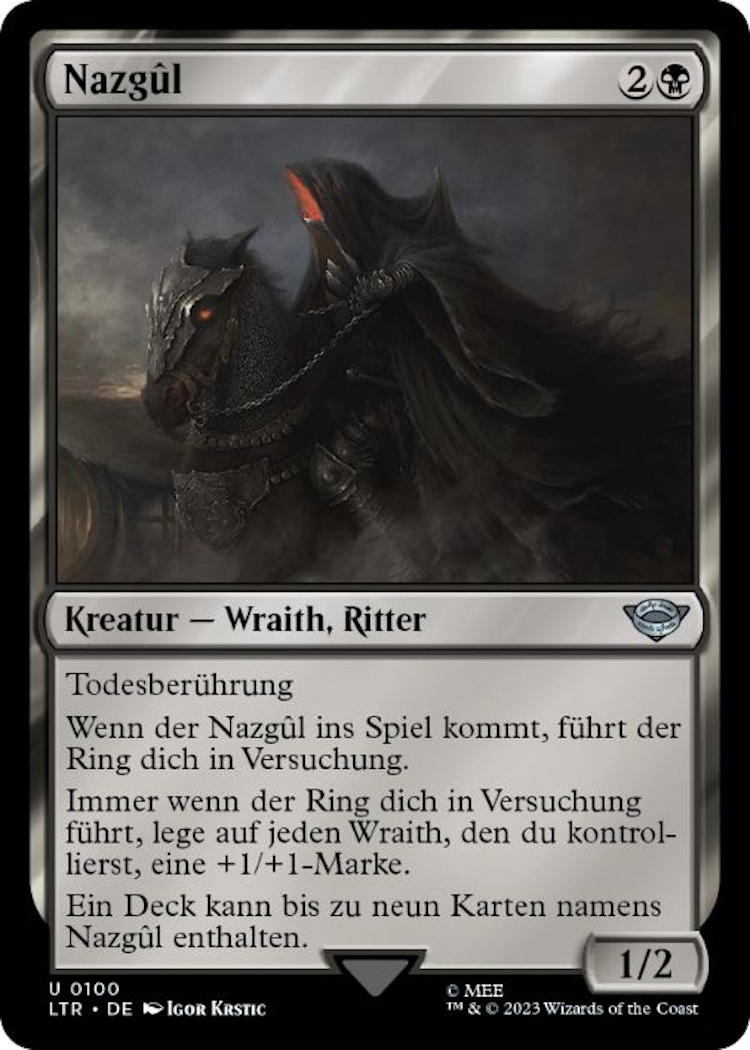 Nazgûl
2
Kreatur — Wraith, Ritter
Todesberührung
Wenn der Nazgûl ins Spiel kommt, führt der
Ring dich in Versuchung.
Immer wenn der Ring dich in Versuchung
führt, lege auf jeden Wraith, den du kontrol-
lierst, eine +1/+1-Marke.
Ein Deck kann bis zu neun Karten namens
Nazgûl enthalten.
1/2
U 0100
LTR • DE Igor Krstic
© MEE
™ & © 2023 Wizards of the Coast